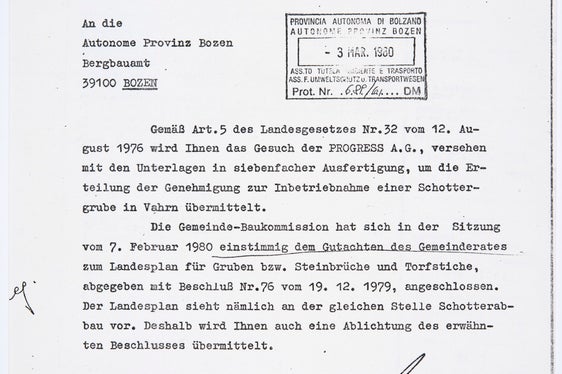 An die
Autonome Provinz Bozen
Bergbauamt
39100 BOZEN
PROVINCIA AUTONOMA DI BOLZANO
AUTONOME PROVINZ BOZEN
- 3 MAR. 1980
ASS.TO TUTELA AMBIENTE E TRASPORTO
ASS. F. UMWELTSCHUTZ u. TRANSPORTWESEN
Prot. Nr. DM
Gemäß Art.5 des Landesgesetzes Nr.32 vom 12. Au-
gust 1976 wird Ihnen das Gesuch der PROGRESS A.G., versehen
mit den Unterlagen in siebenfacher Ausfertigung, um die Er-
teilung der Genehmigung zur Inbetriebnahme einer Schotter-
grube in Vahrn übermittelt.
Die Gemeinde-Baukommission hat sich in der Sitzung
vom 7. Februar 1980 einstimmig dem Gutachtan des Gemeinderates
zum Landesplan für Gruben bzw. Steinbrüche und Torfstiche,
abgegeben mit Beschluß Nr.76 vom 19. 12. 1979, angeschlossen.
Der Landesplan sieht nämlich an der gleichen Stelle Schotterab-
bau vor. Deshalb wird Ihnen auch eine Ablichtung des erwähn-
ten Beschlusses übermittelt.